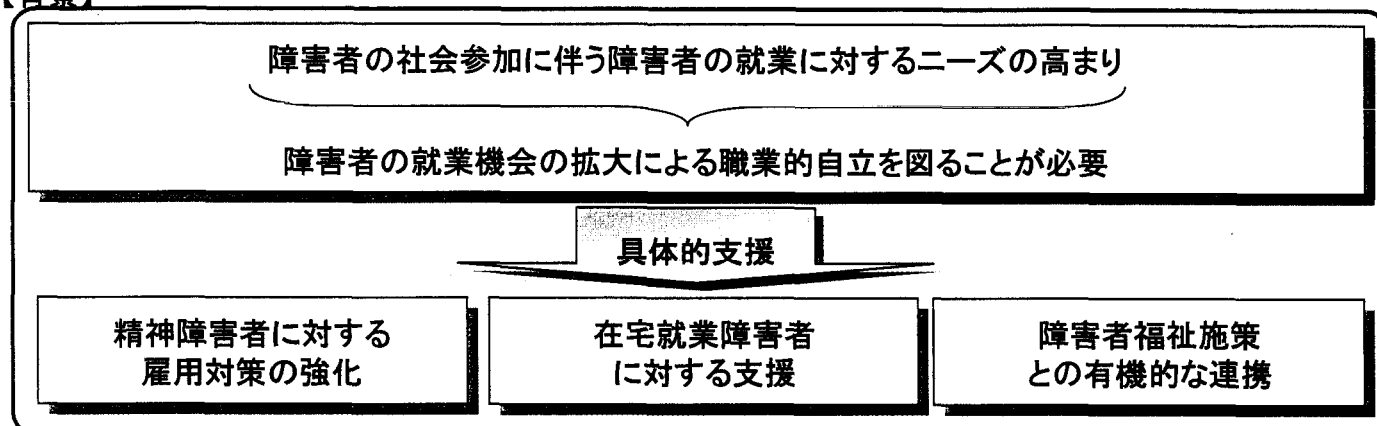 障害者の社会参加に伴う障害者の就業に対するニーズの高まり
障害者の就業機会の拡大による職業的自立を図ることが必要
具体的支援
精神障害者に対する
雇用対策の強化
在宅就業障害者
に対する支援
障害者福祉施策
との有機的な連携